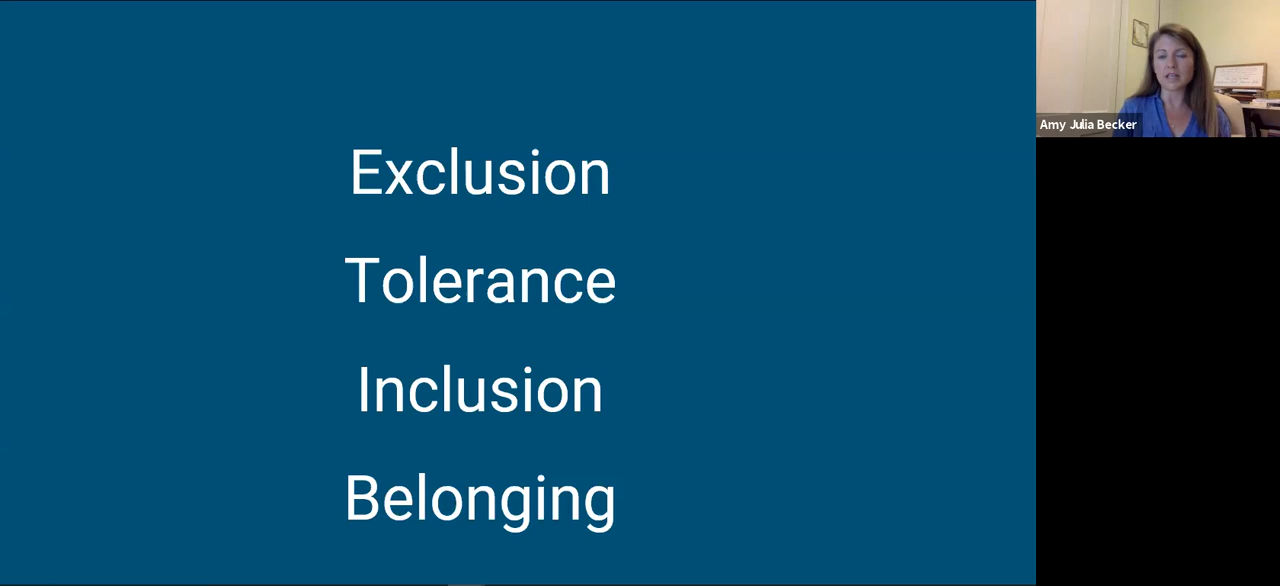 Exclusion
Tolerance
Inclusion
Belonging
Amy Julia Becker